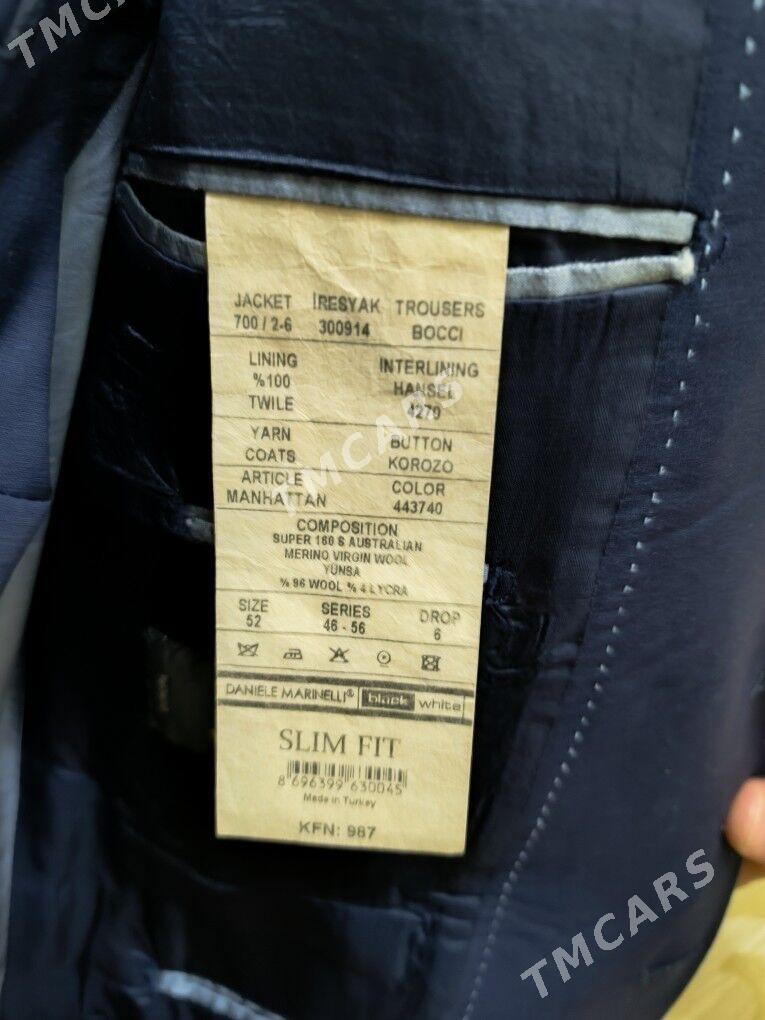 TMCARS
JACKET İRESYAK TROUSERS
700 / 2-6 300914 BOCCI
LINING INTERLINING
%100 HANSEL
TWILE 4279
YARN BUTTON
COATS KOROZO
ARTICLE COLOR
MANHATTAN 443740
TMCARS
COMPOSITION
SUPER 160 S AUSTRALIAN
MERINO VIRGIN WOOL
YÜNSA
% 96 WOOL % 4 LYCRA
SIZE SERIES DROP
52 46 - 56 6
DANIELE MARINELLI® black white
SLIM FIT
8 696399 630045
Made in Turkey
KFN: 987
TMCARS